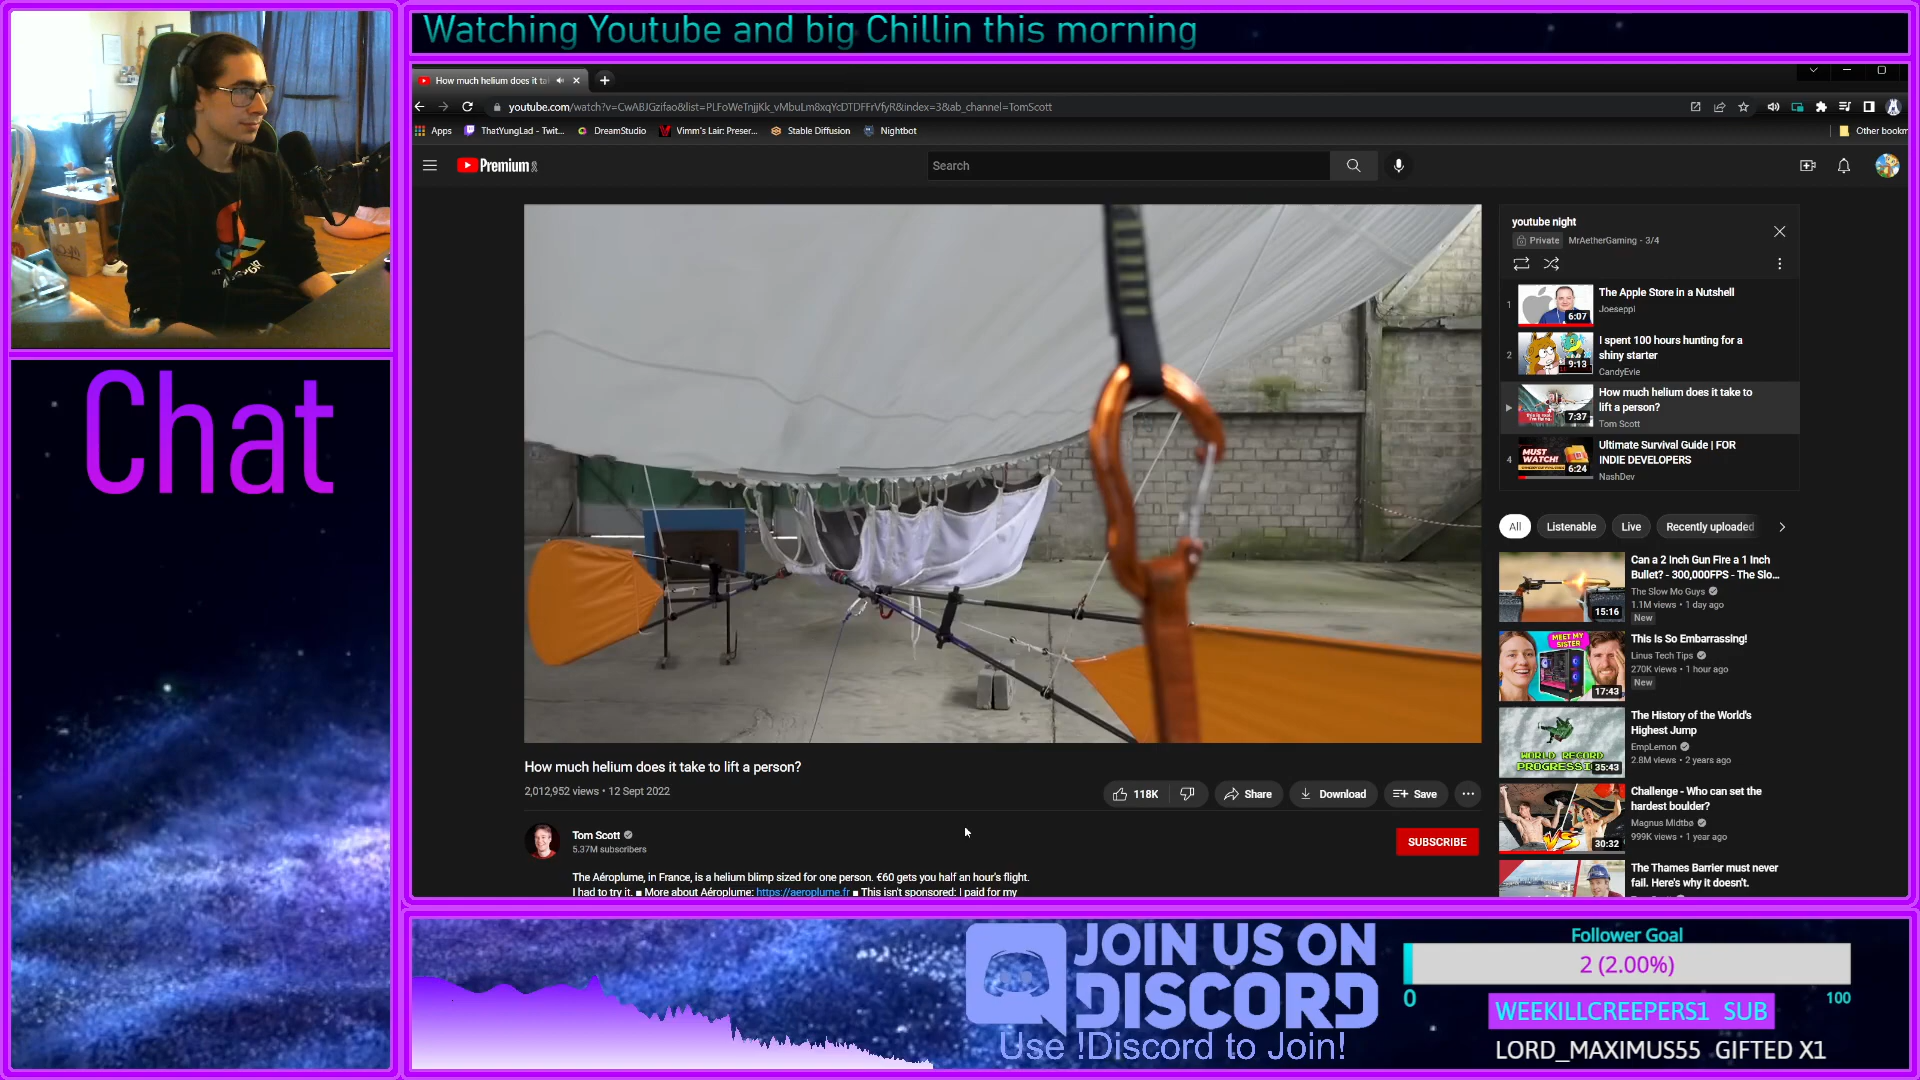 Watching Youtube and big Chillin this morning
How much helium does it ta
youtube.com/watch?v=CwABJGzifao&list=PLFoWeTnjjKk_vMbuLm8xqYcDTDFFrVfyR&index=3&ab_channel=TomScott
Apps
ThatYungLad - Twit...
DreamStudio
Vimm's Lair: Preser...
Stable Diffusion
Nightbot
Other bookm
Premium
Search
youtube night
Private MrAetherGaming - 3/4
1
The Apple Store in a Nutshell
Joeseppi
6:07
2
I spent 100 hours hunting for a
shiny starter
CandyEvie
9:13
How much helium does it take to
lift a person?
Tom Scott
7:37
4
Ultimate Survival Guide | FOR
INDIE DEVELOPERS
NashDev
MUST
WATCH!
6:24
All
Listenable
Live
Recently uploaded
Can a 2 Inch Gun Fire a 1 Inch
Bullet? - 300,000FPS - The Slo...
The Slow Mo Guys
1.1M views • 1 day ago
New
15:16
This Is So Embarrassing!
Linus Tech Tips
270K views • 1 hour ago
New
MEET MY
SISTER
17:43
The History of the World's
Highest Jump
EmpLemon
2.8M views • 2 years ago
WORLD RECORD
PROGRESSI
35:43
Challenge - Who can set the
hardest boulder?
Magnus Midtbø
999K views • 1 year ago
VS
30:32
The Thames Barrier must never
fail. Here's why it doesn't.
How much helium does it take to lift a person?
2,012,952 views • 12 Sept 2022
118K
Share
Download
Save
Tom Scott
5.37M subscribers
SUBSCRIBE
The Aéroplume, in France, is a helium blimp sized for one person. €60 gets you half an hour's flight.
I had to try it. ■ More about Aéroplume: https://aeroplume.fr ■ This isn't sponsored: I paid for my
Chat
JOIN US ON
DISCORD
Use !Discord to Join!
Follower Goal
2 (2.00%)
0
100
WEEKILLCREEPERS1 SUB
LORD_MAXIMUS55 GIFTED X1